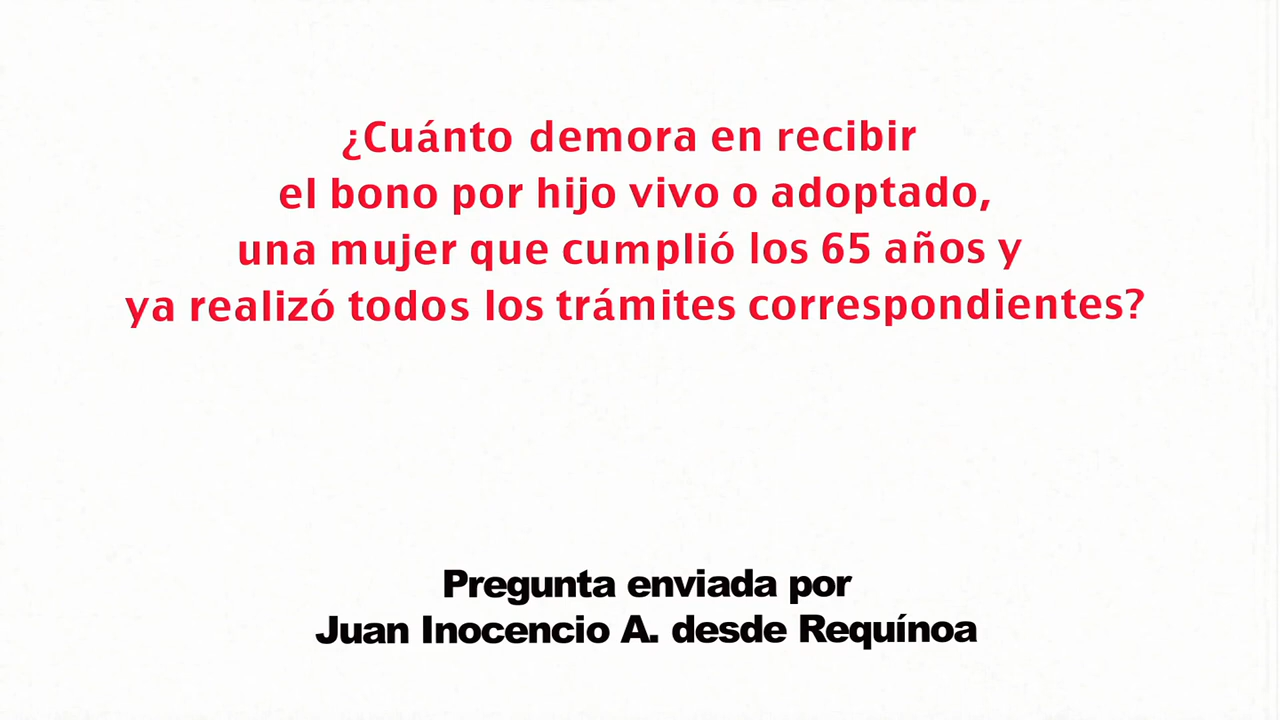 ¿Cuánto demora en recibir
el bono por hijo vivo o adoptado,
una mujer que cumplió los 65 años y
ya realizó todos los trámites correspondientes?
Pregunta enviada por
Juan Inocencio A. desde Requínoa